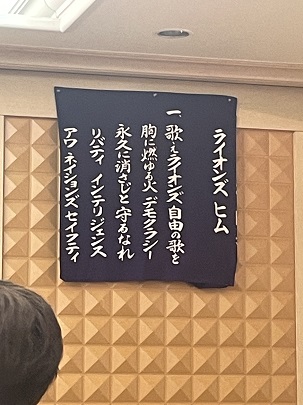 ライオンズ ヒム
一、歌えライオンズ 自由の歌を
胸に燃ゆる火 デモクラシー
永久に消さじと 守るなれ
リバティ インテリジェンス
アワ ネイションズ セイフティ